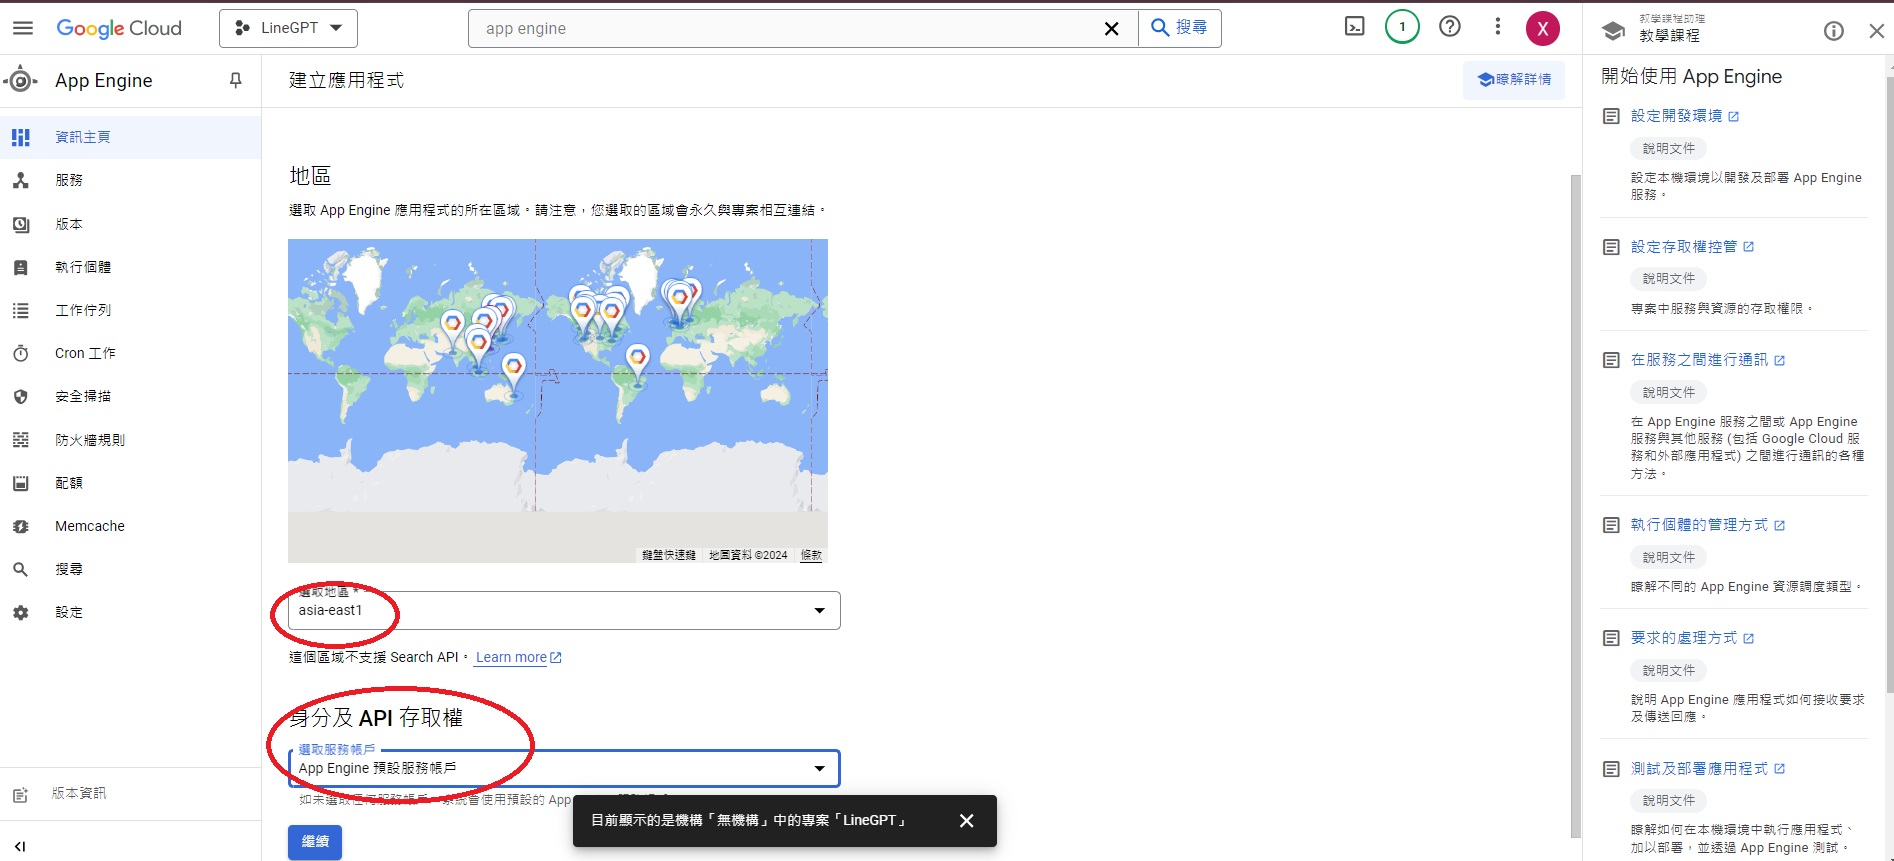 Google Cloud
LineGPT
app engine
搜尋
1
X
教學課程助理
教學課程
App Engine
建立應用程式
瞭解詳情
資訊主頁
服務
版本
執行個體
工作佇列
Cron 工作
安全掃描
防火牆規則
配額
Memcache
搜尋
設定
版本資訊
地區
選取 App Engine 應用程式的所在區域。請注意，您選取的區域會永久與專案相互連結。
鍵盤快速鍵
地圖資料 ©2024
條款
選取地區 *
asia-east1
這個區域不支援 Search API。 Learn more
身分及 API 存取權
選取服務帳戶
App Engine 預設服務帳戶
如未選取任何服務帳戶，系統會使用預設的 App
繼續
目前顯示的是機構「無機構」中的專案「LineGPT」
開始使用 App Engine
設定開發環境
說明文件
設定本機環境以開發及部署 App Engine
服務。
設定存取權控管
說明文件
專案中服務與資源的存取權限。
在服務之間進行通訊
說明文件
在 App Engine 服務之間或 App Engine
服務與其他服務 (包括 Google Cloud 服
務和外部應用程式) 之間進行通訊的各種
方法。
執行個體的管理方式
說明文件
瞭解不同的 App Engine 資源調度類型。
要求的處理方式
說明文件
說明 App Engine 應用程式如何接收要求
及傳送回應。
測試及部署應用程式
說明文件
瞭解如何在本機環境中執行應用程式、
加以部署，並透過 App Engine 測試。